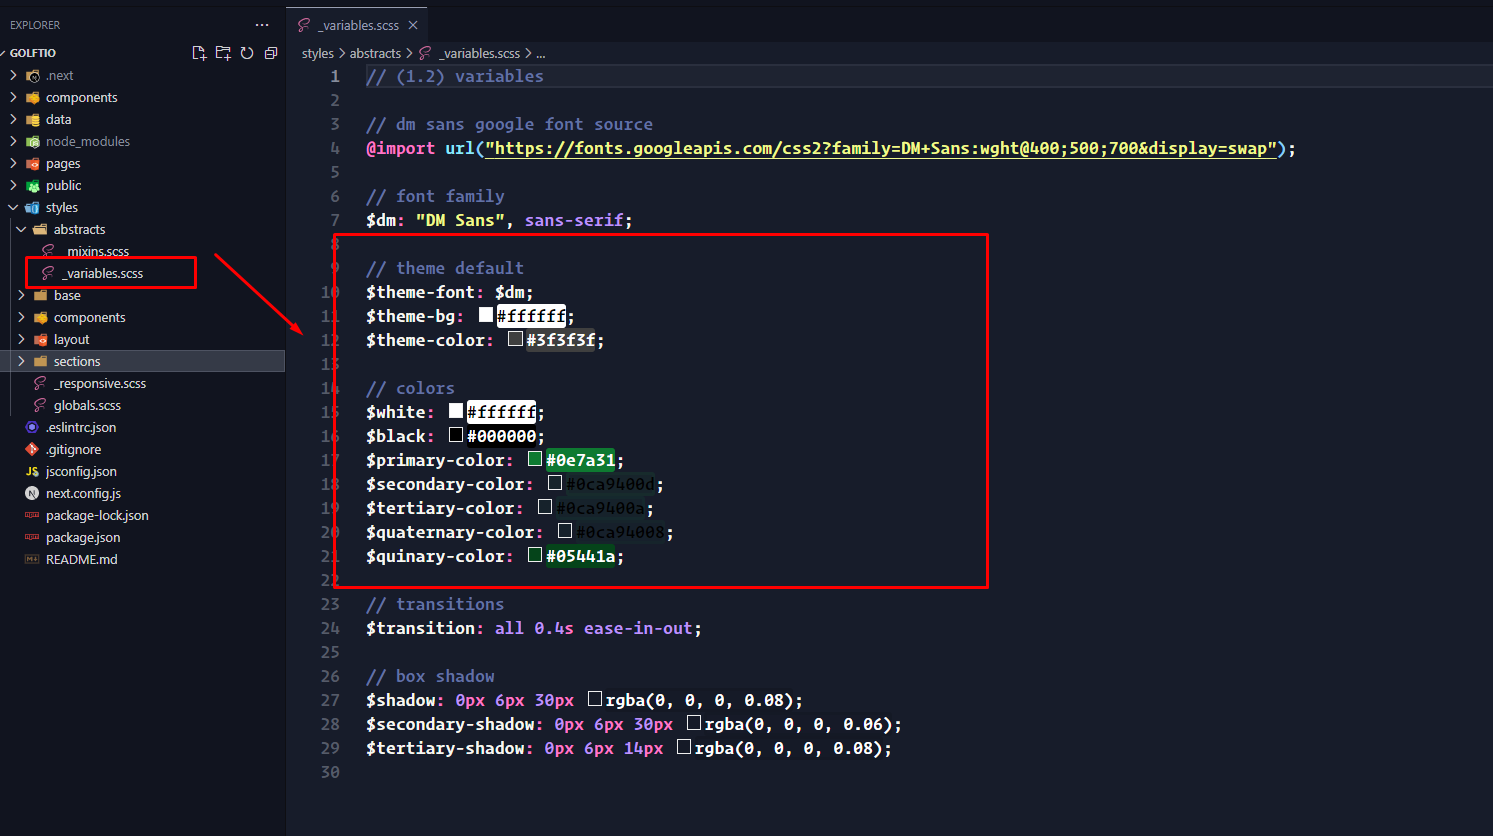 EXPLORER
GOLFTIO
.next
components
data
node_modules
pages
public
styles
abstracts
_mixins.scss
_variables.scss
base
components
layout
sections
_responsive.scss
globals.scss
.eslintrc.json
.gitignore
jsconfig.json
next.config.js
package-lock.json
package.json
README.md
_variables.scss
styles > abstracts > _variables.scss > ...
1 // (1.2) variables
2
3 // dm sans google font source
4 @import url("https://fonts.googleapis.com/css2?family=DM+Sans:wght@400;500;700&display=swap");
5
6 // font family
7 $dm: "DM Sans", sans-serif;
8
9 // theme default
10 $theme-font: $dm;
11 $theme-bg: #ffffff;
12 $theme-color: #3f3f3f;
13
14 // colors
15 $white: #ffffff;
16 $black: #000000;
17 $primary-color: #0e7a31;
18 $secondary-color: #0ca9400d;
19 $tertiary-color: #0ca9400a;
20 $quaternary-color: #0ca94008;
21 $quinary-color: #05441a;
22
23 // transitions
24 $transition: all 0.4s ease-in-out;
25
26 // box shadow
27 $shadow: 0px 6px 30px rgba(0, 0, 0, 0.08);
28 $secondary-shadow: 0px 6px 30px rgba(0, 0, 0, 0.06);
29 $tertiary-shadow: 0px 6px 14px rgba(0, 0, 0, 0.08);
30